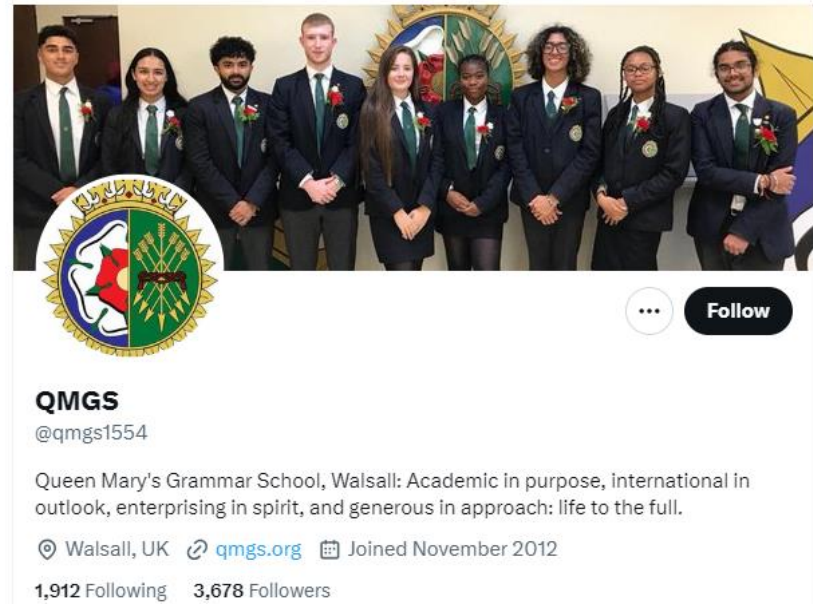 Follow
QMGS
@qmgs1554
Queen Mary's Grammar School, Walsall: Academic in purpose, international in
outlook, enterprising in spirit, and generous in approach: life to the full.
Walsall, UK qmgs.org Joined November 2012
1,912 Following 3,678 Followers